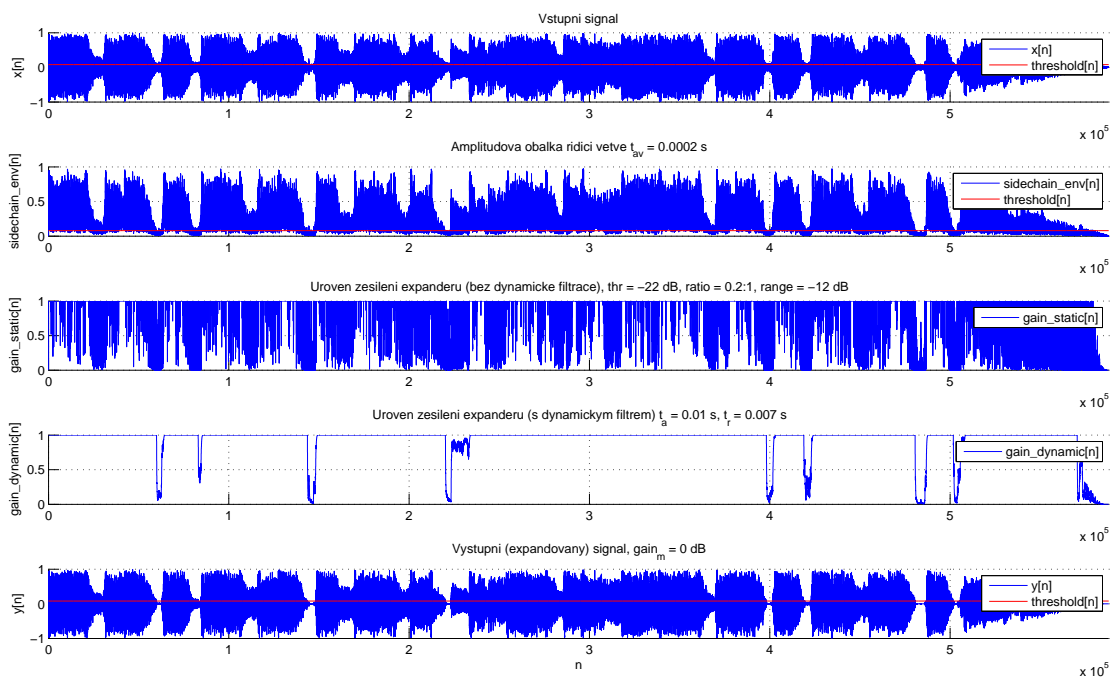 Vstupni signal
x[n]
1
0
−1
x[n]
threshold[n]
0 1 2 3 4 5
x 10^5
Amplitudova obalka ridici vetve t_av = 0.0002 s
sidechain_env[n]
1
0.5
0
sidechain_env[n]
threshold[n]
0 1 2 3 4 5
x 10^5
Uroven zesileni expanderu (bez dynamicke filtrace), thr = −22 dB, ratio = 0.2:1, range = −12 dB
gain_static[n]
1
0.5
0
gain_static[n]
0 1 2 3 4 5
x 10^5
Uroven zesileni expanderu (s dynamickym filtrem) t_a = 0.01 s, t_r = 0.007 s
gain_dynamic[n]
1
0.5
0
gain_dynamic[n]
0 1 2 3 4 5
x 10^5
Vystupni (expandovany) signal, gain_m = 0 dB
y[n]
1
0
−1
y[n]
threshold[n]
0 1 2 3 4 5
n
x 10^5